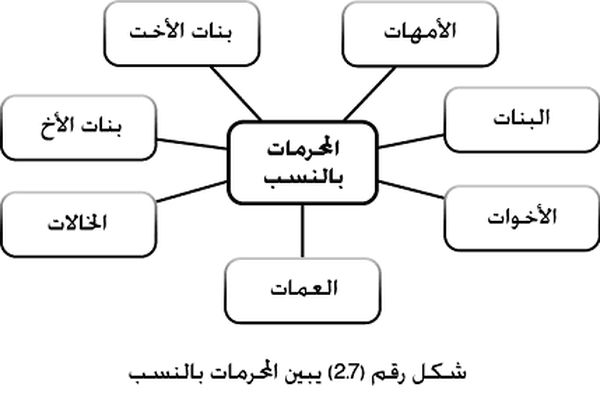 الأمهات
بنات الأخت
البنات
بنات الأخ
المحرمات
بالنسب
الأخوات
الخالات
العمات
شكل رقم (2.7) يبين المحرمات بالنسب